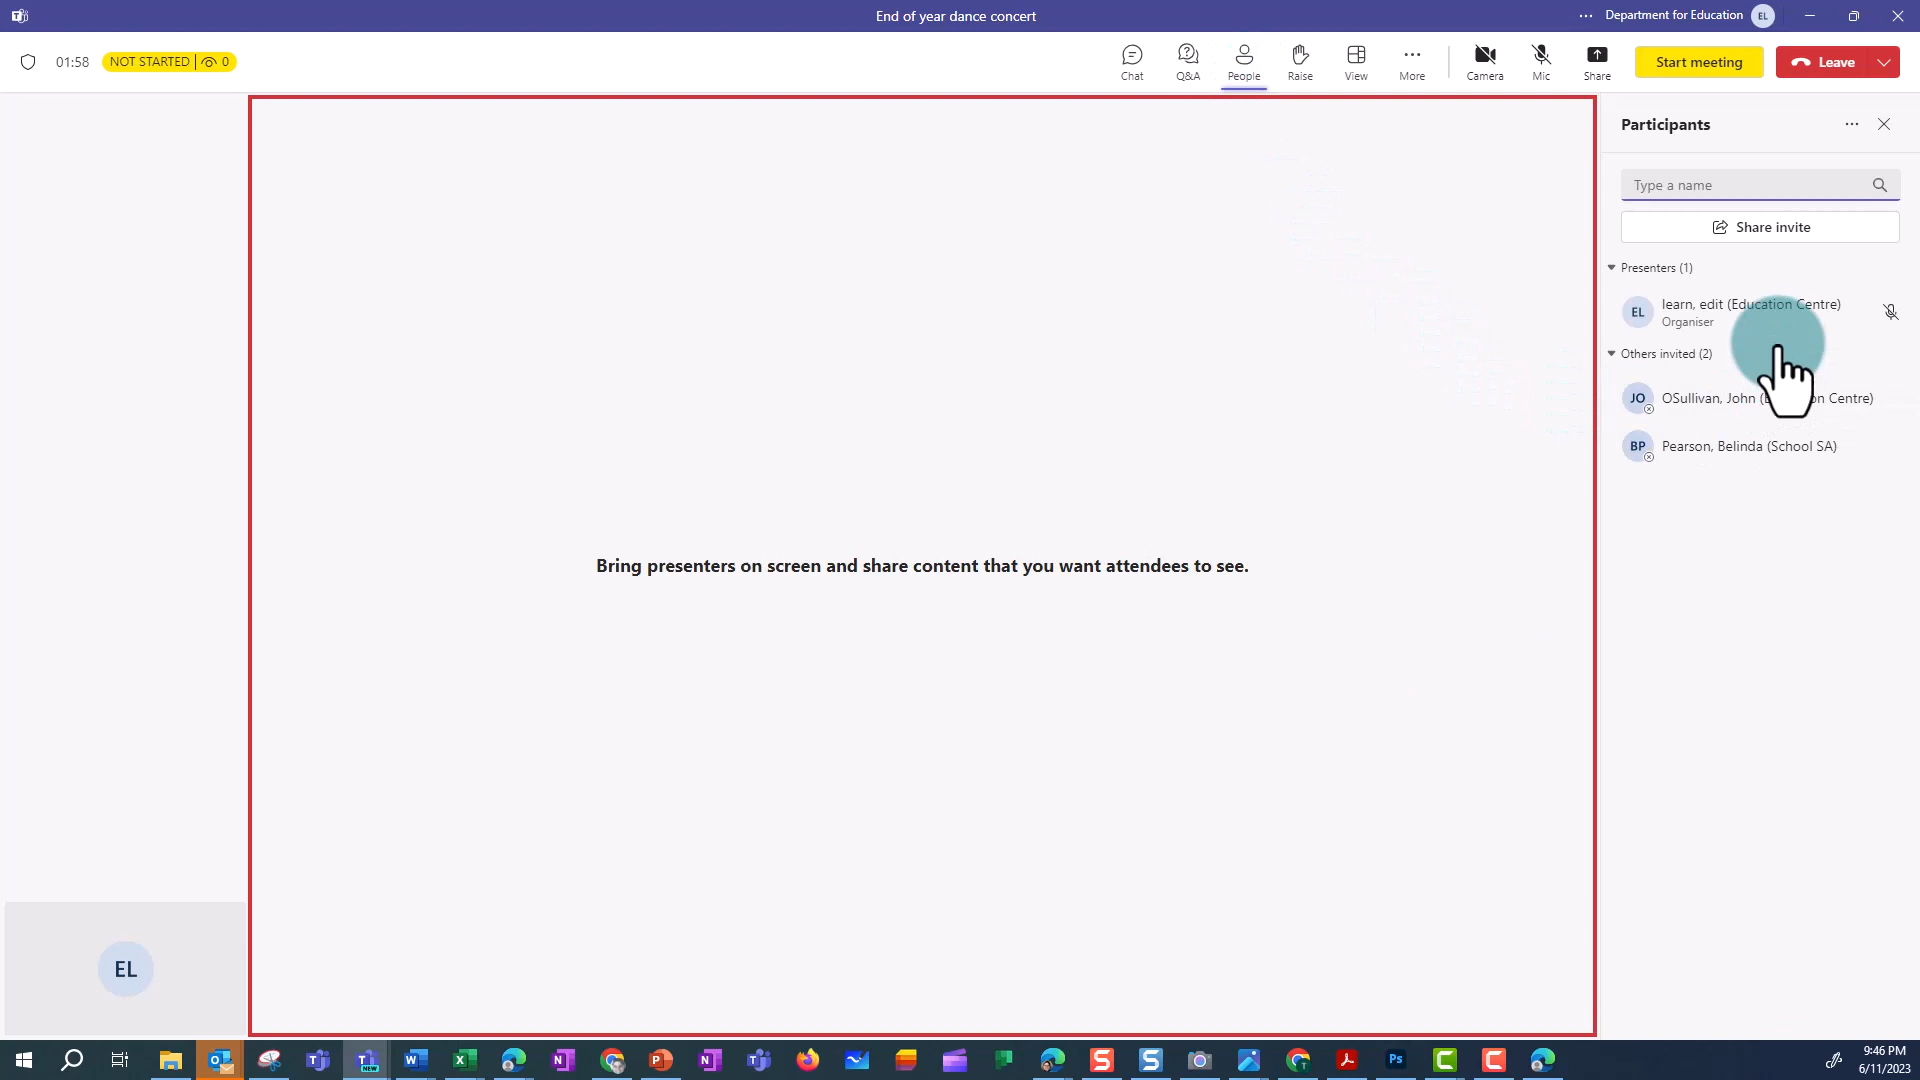 End of year dance concert
Department for Education EL
01:58 NOT STARTED 0
Chat Q&A People Raise View More Camera Mic Share Start meeting Leave
Participants
Type a name
Share invite
Presenters (1)
EL learn, edit (Education Centre)
Organiser
Others invited (2)
JO OSullivan, John (E on Centre)
BP Pearson, Belinda (School SA)
Bring presenters on screen and share content that you want attendees to see.
EL
9:46 PM
6/11/2023